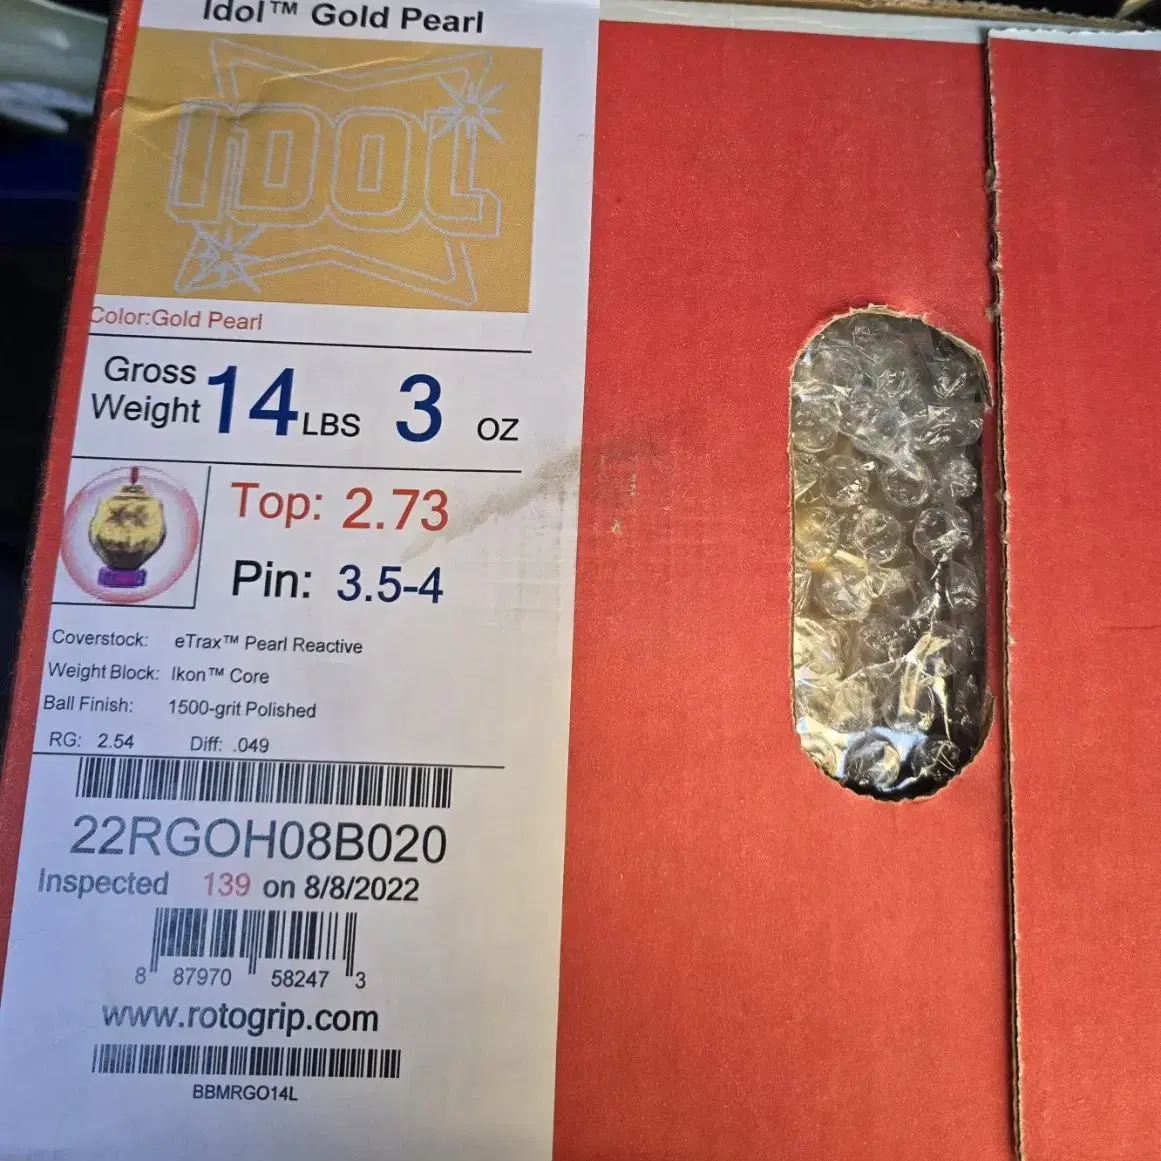 Idol™ Gold Pearl
IDOL
Color:Gold Pearl
Gross Weight 14 LBS 3 OZ
Top: 2.73
Pin: 3.5-4
Coverstock: eTrax™ Pearl Reactive
Weight Block: Ikon™ Core
Ball Finish: 1500-grit Polished
RG: 2.54 Diff: .049
22RGOH08B020
Inspected 139 on 8/8/2022
8 87970 58247 3
www.rotogrip.com
BBMRGO14L